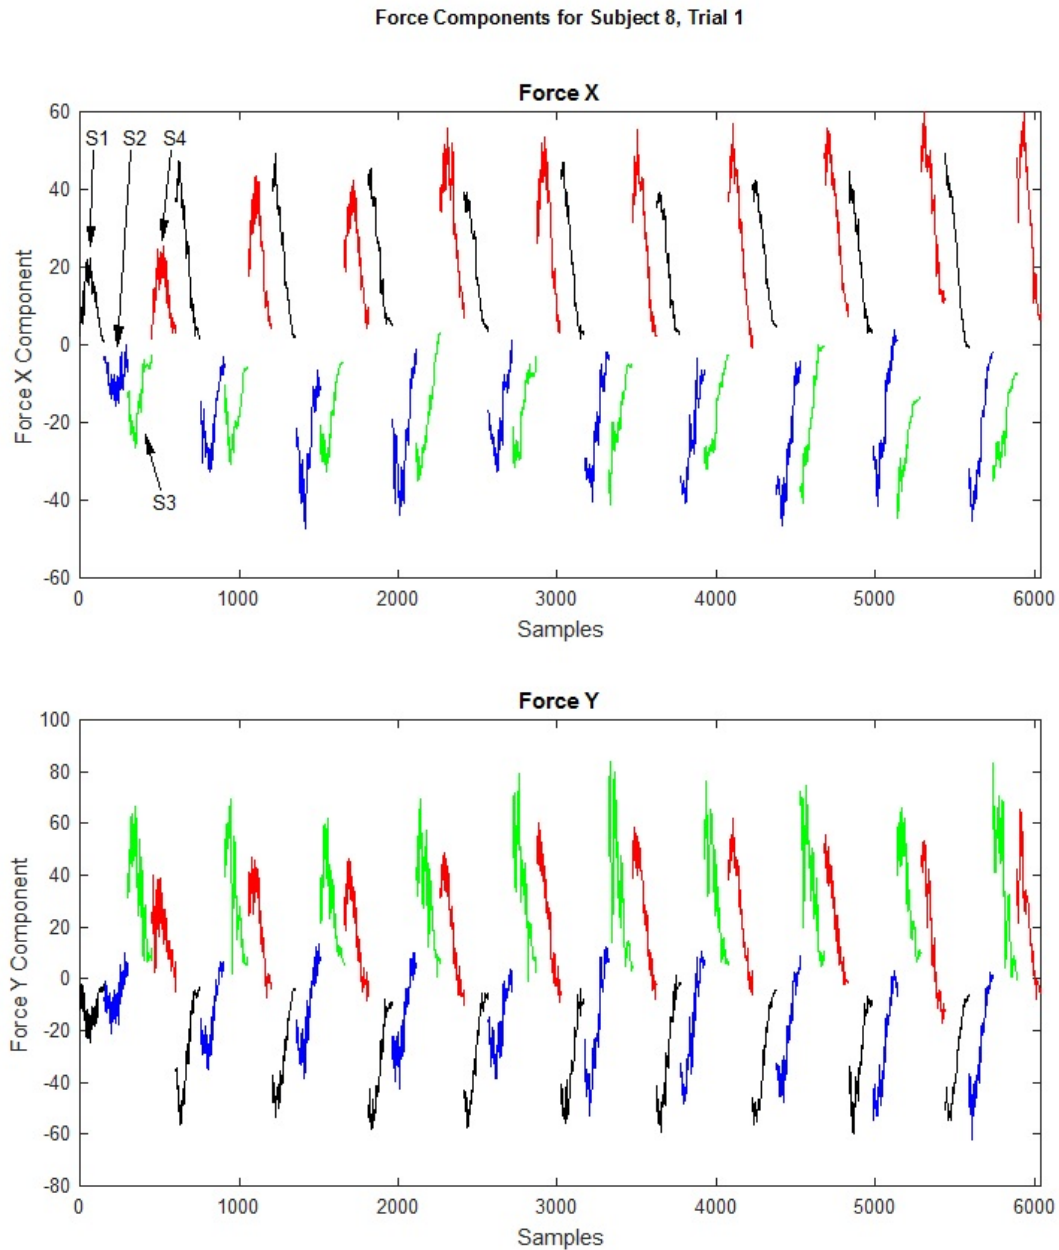 Force Components for Subject 8, Trial 1
Force X
60
S1 S2 S4
40
20
0
-20
S3
-40
-60
Force X Component
0 1000 2000 3000 4000 5000 6000
Samples
Force Y
100
80
60
40
20
0
-20
-40
-60
-80
Force Y Component
0 1000 2000 3000 4000 5000 6000
Samples